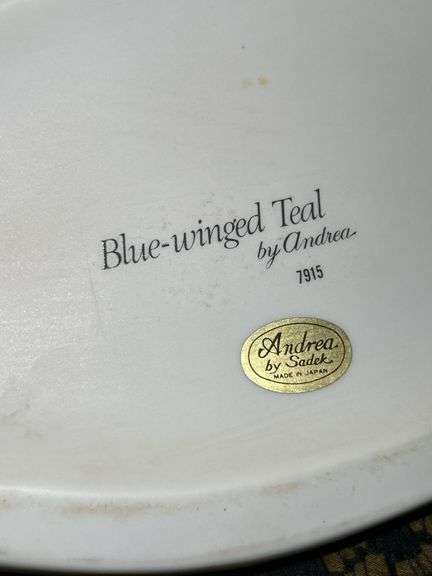 Blue-winged Teal
by Andrea
7915
Andrea
by Sadek
MADE IN JAPAN